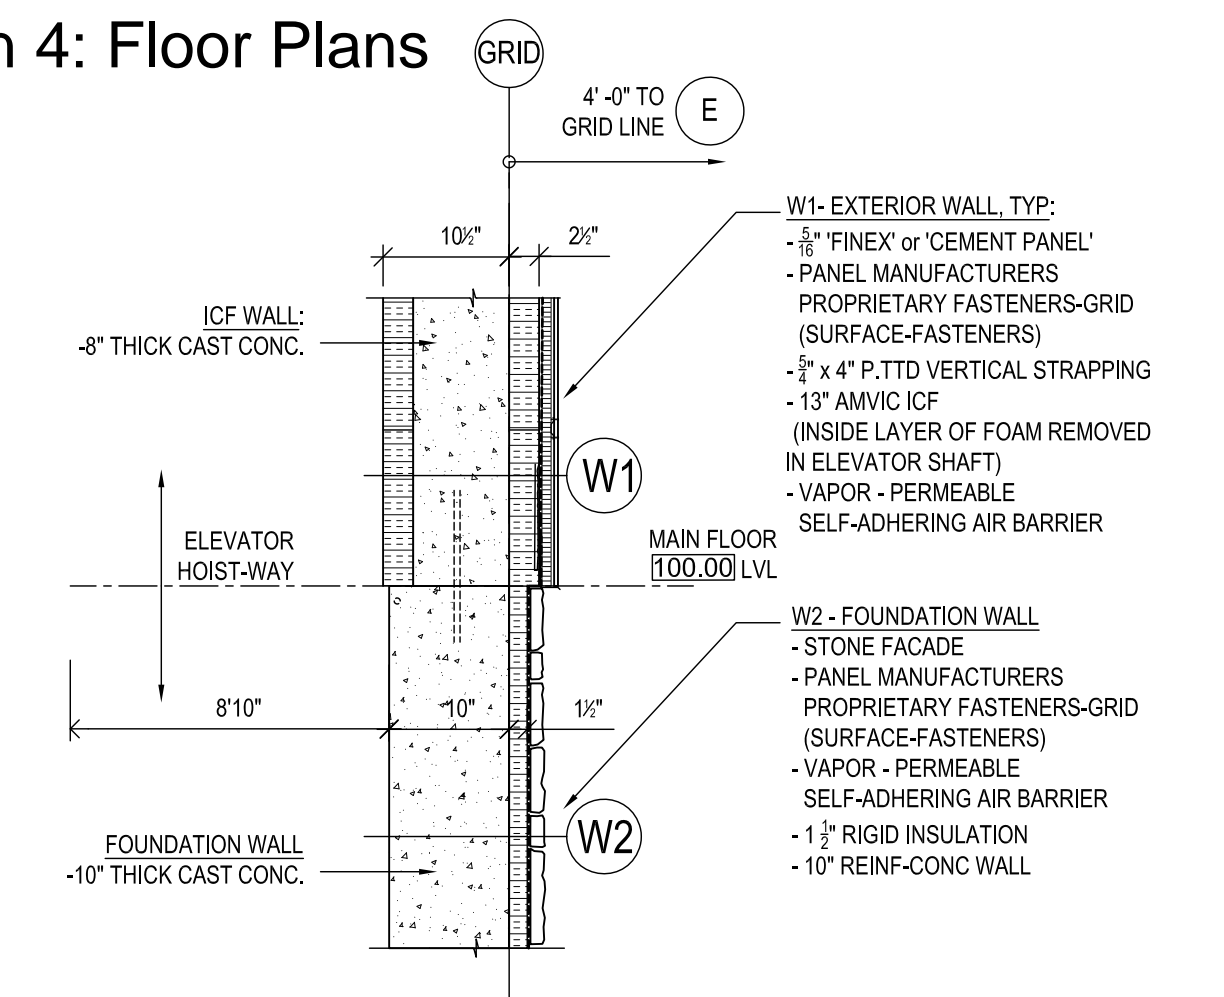 n 4: Floor Plans
GRID
4' -0" TO
GRID LINE
E
10½"
2½"
ICF WALL:
-8" THICK CAST CONC.
W1- EXTERIOR WALL, TYP:
- 5/16" 'FINEX' or 'CEMENT PANEL'
- PANEL MANUFACTURERS
PROPRIETARY FASTENERS-GRID
(SURFACE-FASTENERS)
- 5/4" x 4" P.TTD VERTICAL STRAPPING
- 13" AMVIC ICF
(INSIDE LAYER OF FOAM REMOVED
IN ELEVATOR SHAFT)
- VAPOR - PERMEABLE
SELF-ADHERING AIR BARRIER
W1
ELEVATOR
HOIST-WAY
MAIN FLOOR
100.00 LVL
W2 - FOUNDATION WALL
- STONE FACADE
- PANEL MANUFACTURERS
PROPRIETARY FASTENERS-GRID
(SURFACE-FASTENERS)
- VAPOR - PERMEABLE
SELF-ADHERING AIR BARRIER
- 1 1/2" RIGID INSULATION
- 10" REINF-CONC WALL
8'10"
10"
1½"
W2
FOUNDATION WALL
-10" THICK CAST CONC.